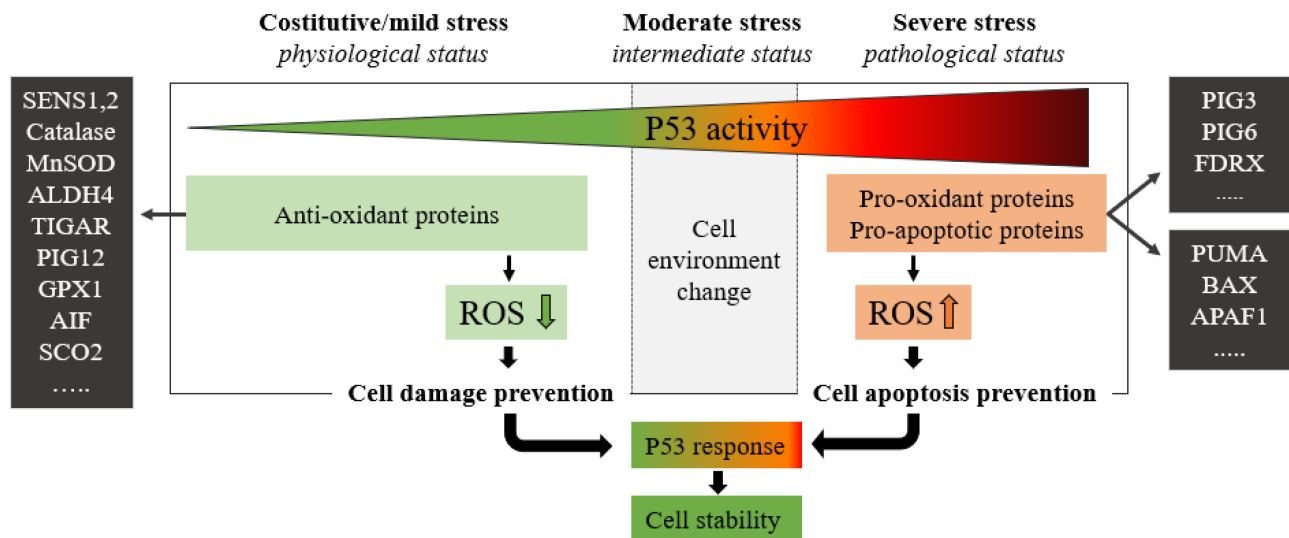 Costitutive/mild stress
physiological status
Moderate stress
intermediate status
Severe stress
pathological status
SENS1,2
Catalase
MnSOD
ALDH4
TIGAR
PIG12
GPX1
AIF
SCO2
…..
P53 activity
Anti-oxidant proteins
ROS
Cell damage prevention
Cell
environment
change
Pro-oxidant proteins
Pro-apoptotic proteins
ROS
Cell apoptosis prevention
PIG3
PIG6
FDRX
.....
PUMA
BAX
APAF1
.....
P53 response
Cell stability